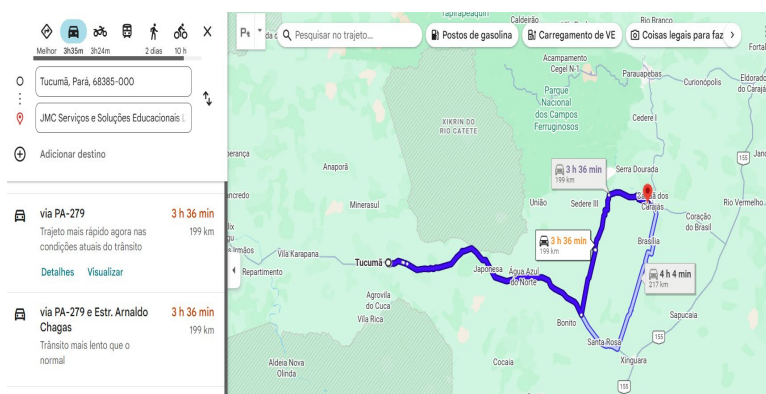 Melhor
3h35m
3h24m
2 dias
10 h
Tucumã, Pará, 68385-000
JMC Serviços e Soluções Educacionais L
Adicionar destino
via PA-279
3 h 36 min
Trajeto mais rápido agora nas
199 km
condições atuais do trânsito
Detalhes
Visualizar
via PA-279 e Estr. Arnaldo
3 h 36 min
Chagas
199 km
Trânsito mais lento que o
normal
Pesquisar no trajeto...
Postos de gasolina
Carregamento de VE
Coisas legais para faz
Caldeirão
Rio Branco
Acampamento
Cegel N-1
Parauapebas
Curionópolis
Eldorado
do Carajá
Parque
Nacional
dos Campos
Ferruginosos
XIKRIN DO
RIO CATETE
Cedere I
155
Anaporã
3 h 36 min
199 km
Serra Dourada
Minerasul
União
Sedere III
Carajás
Rio Vermelho
Coração
do Brasil
3 h 36 min
199 km
Brasília
Vila Karapana
Repartimento
Tucumã
Japonesa
Água Azul
do Norte
4 h 4 min
217 km
Agrovila
do Cuca
Vila Rica
Bonito
Sapucaia
155
Santa Rosa
Xinguara
Aldeia Nova
Olinda
Cocaia
155